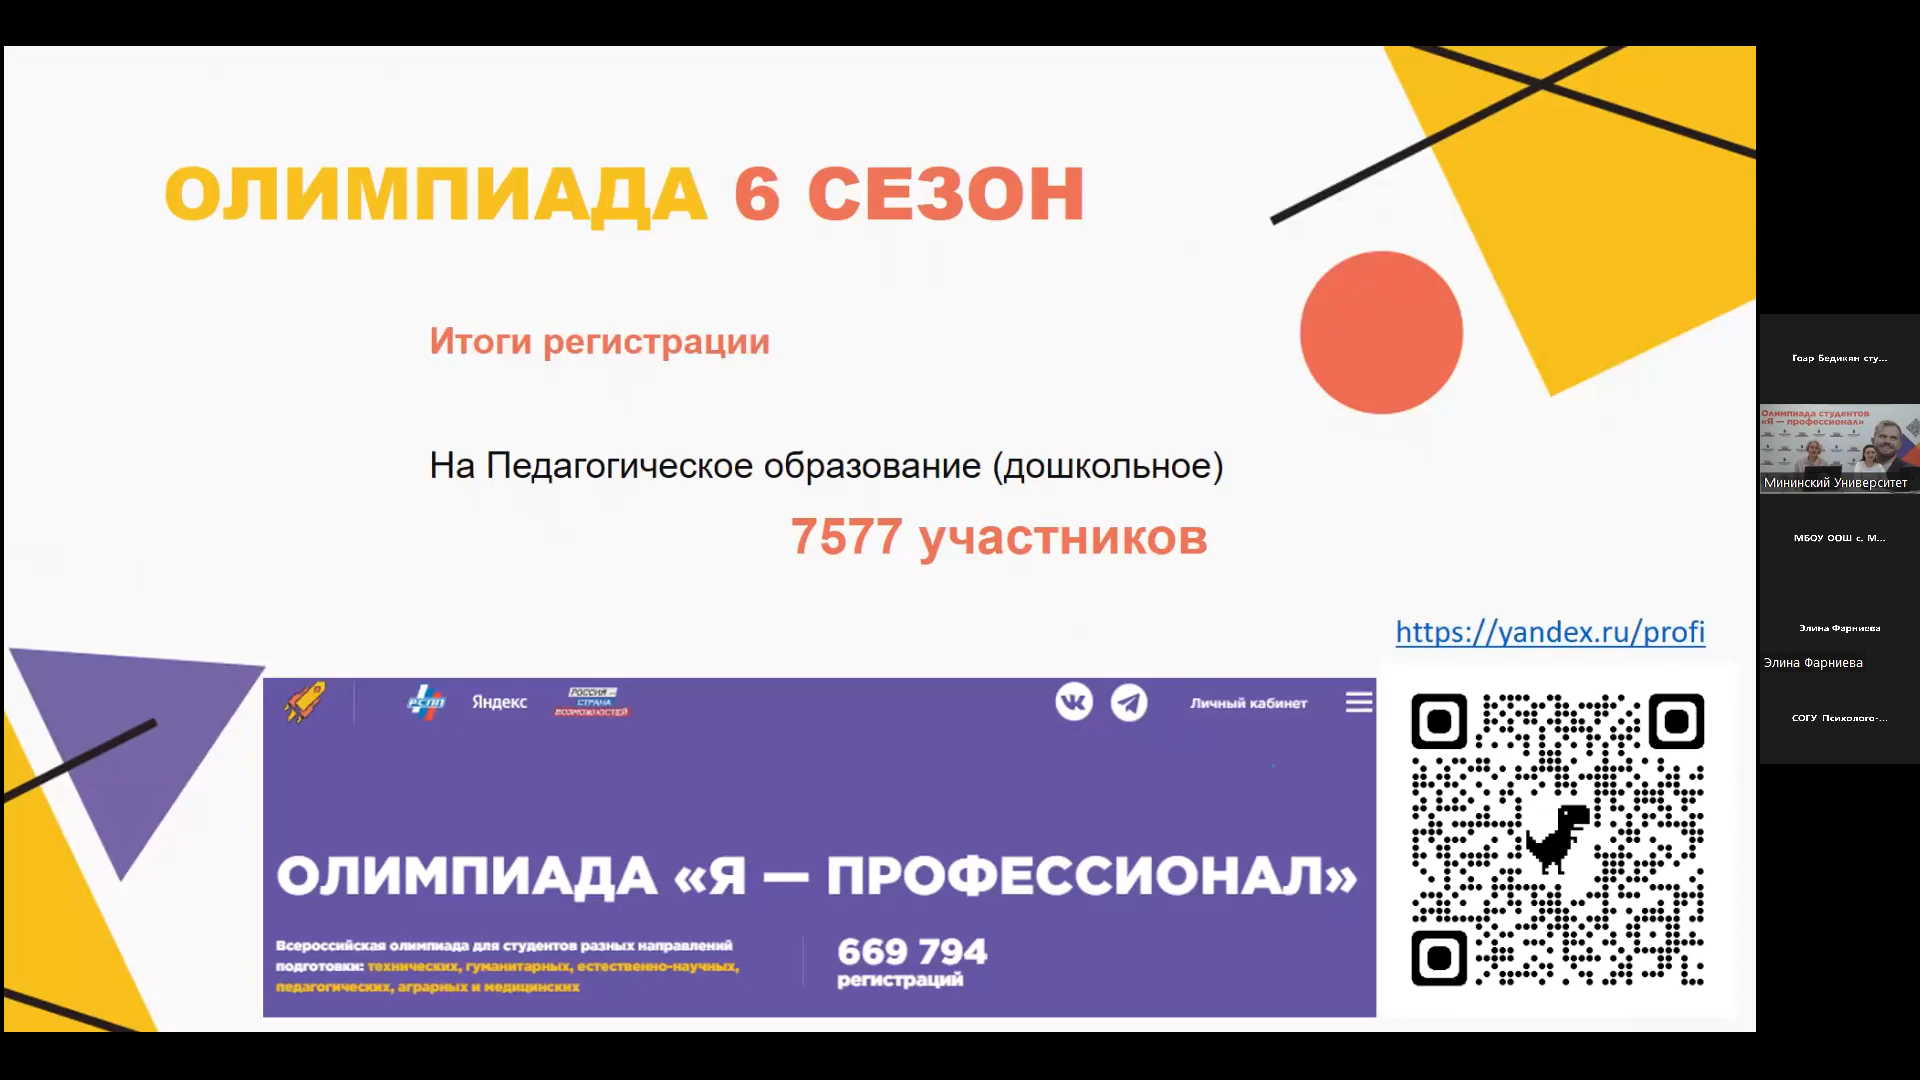 ОЛИМПИАДА 6 СЕЗОН
Итоги регистрации
На Педагогическое образование (дошкольное)
7577 участников
https://yandex.ru/profi
РСПП
Яндекс
РОССИЯ —
СТРАНА
ВОЗМОЖНОСТЕЙ
Личный кабинет
ОЛИМПИАДА «Я — ПРОФЕССИОНАЛ»
Всероссийская олимпиада для студентов разных направлений
подготовки: технических, гуманитарных, естественно-научных,
педагогических, аграрных и медицинских
669 794
регистраций
Гоар Бедикян сту...
Олимпиада студентов
«Я — профессионал»
Мининский Университет
МБОУ ООШ с. М...
Элина Фарниева
Элина Фарниева
СОГУ Психолого-...